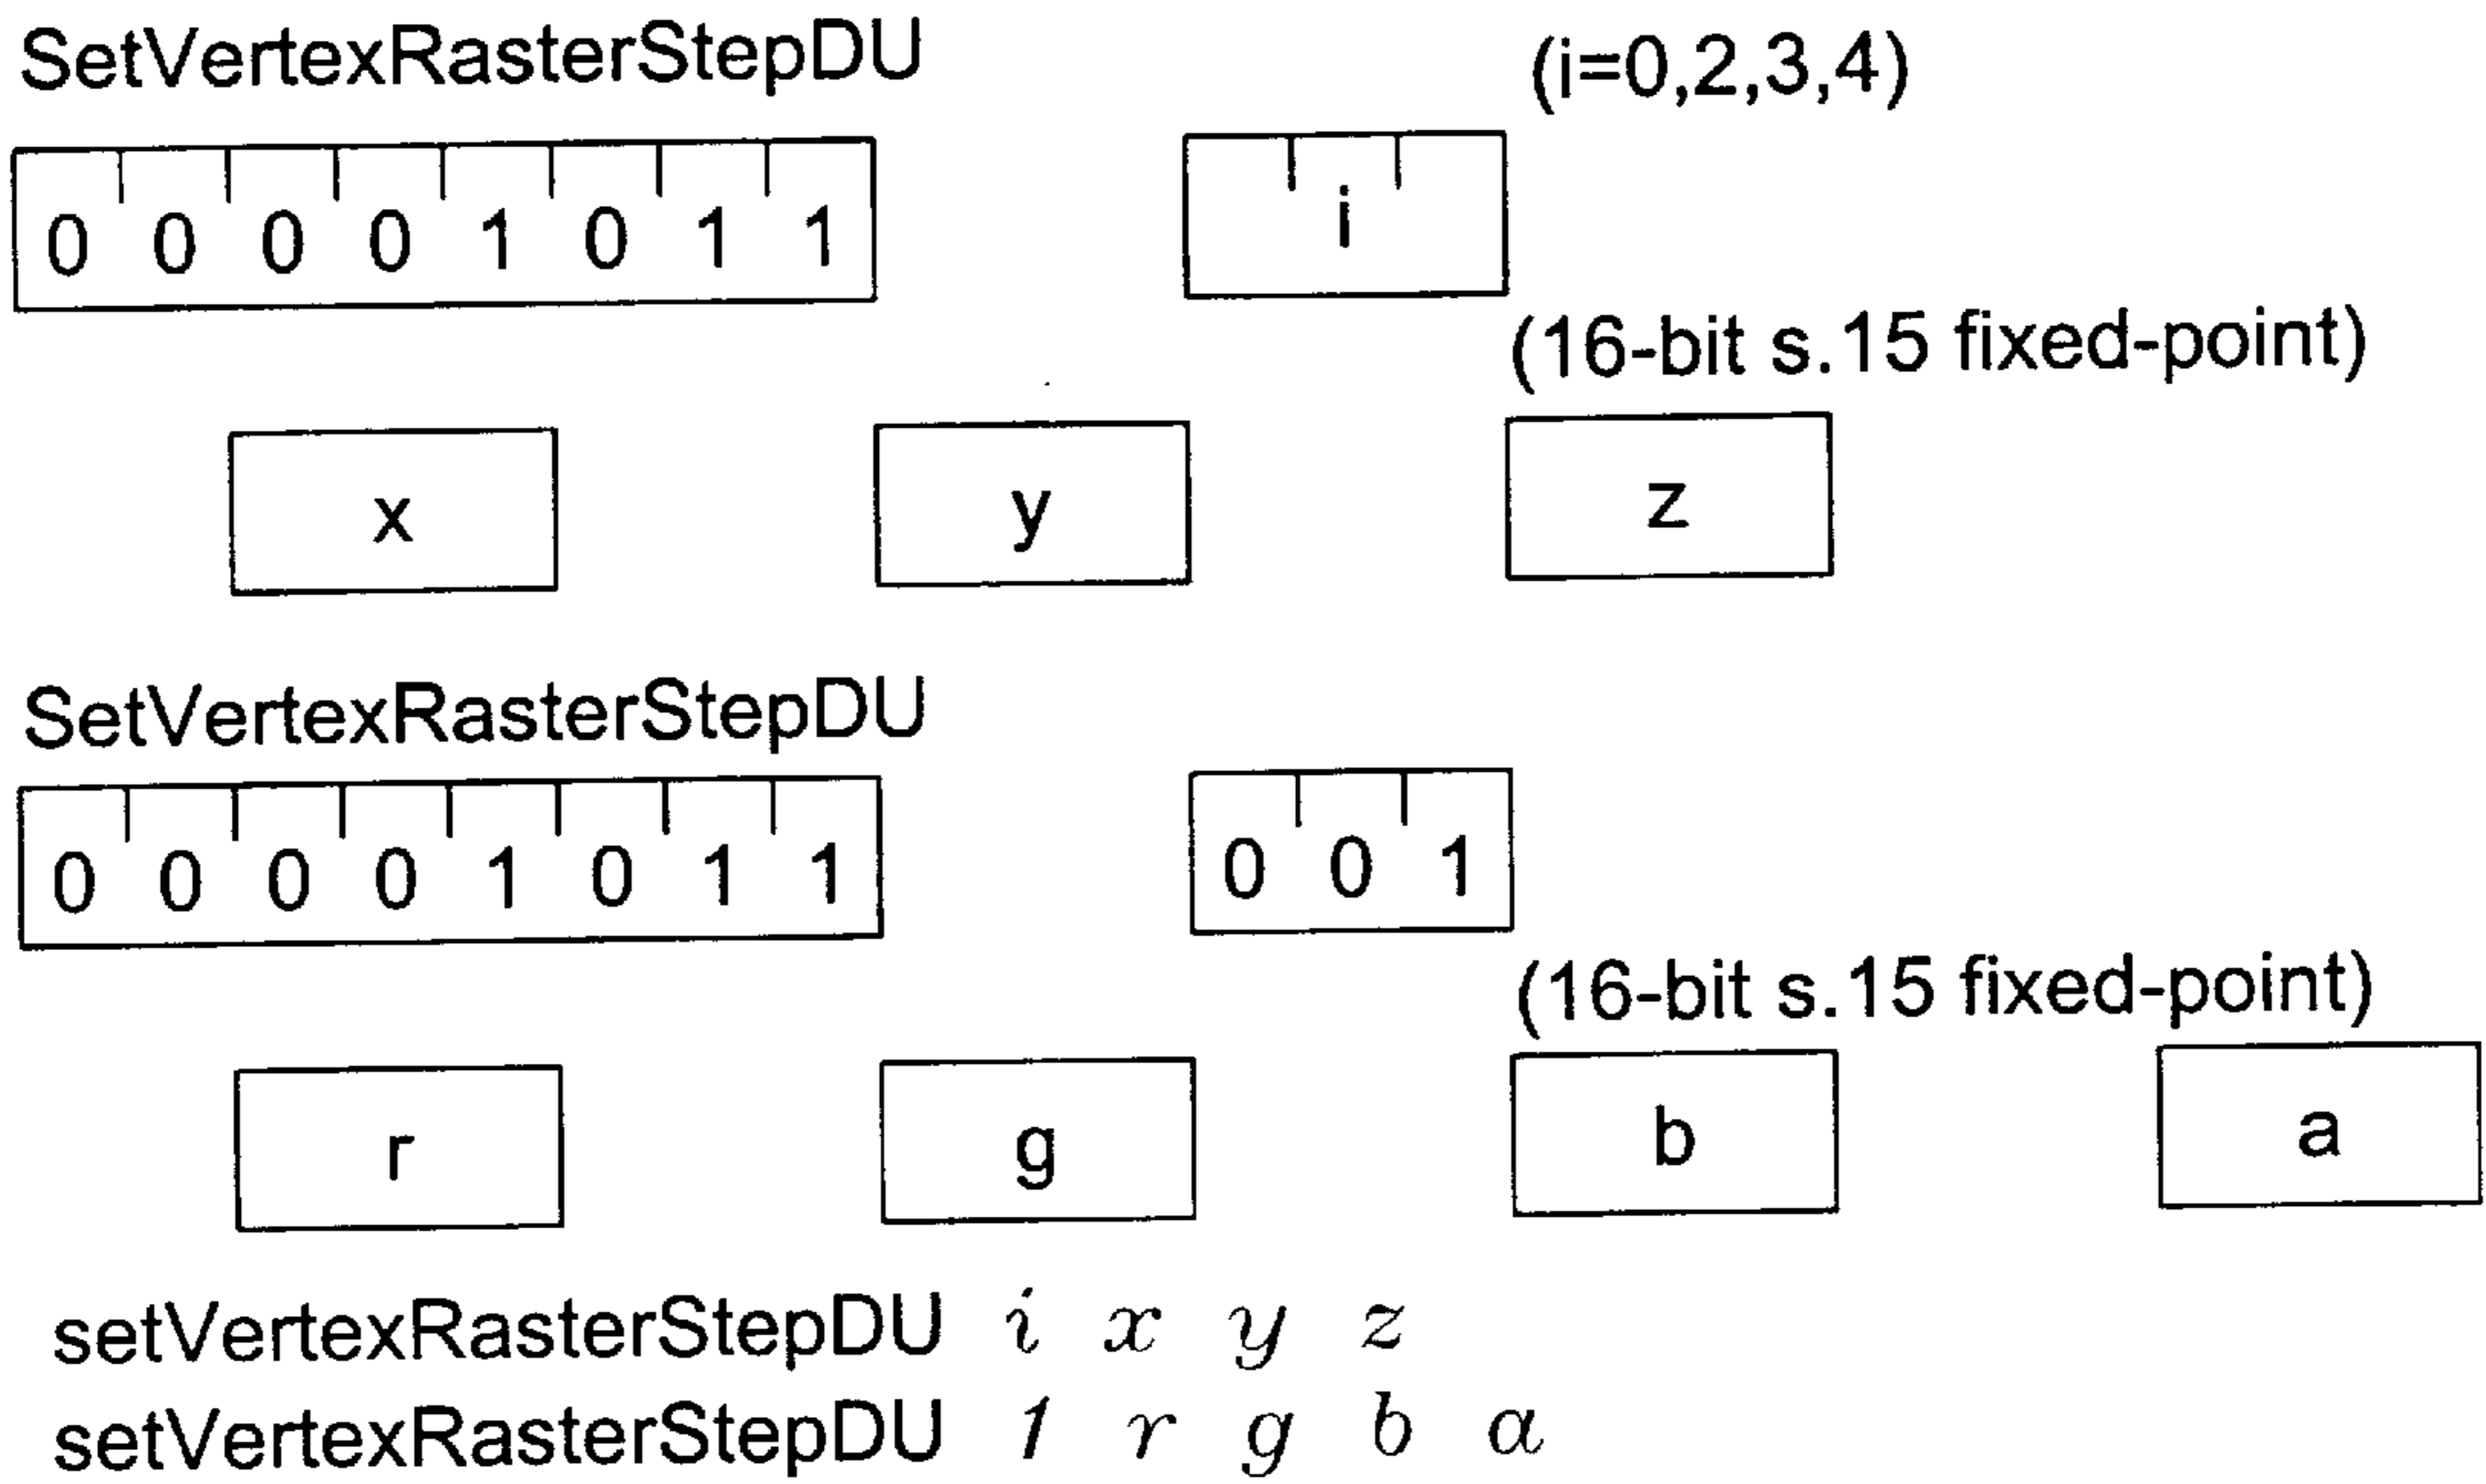 SetVertexRasterStepDU (i=0,2,3,4)
0 0 0 0 1 0 1 1 i
(16-bit s.15 fixed-point)
x y z
SetVertexRasterStepDU
0 0 0 0 1 0 1 1 0 0 1
(16-bit s.15 fixed-point)
r g b a
setVertexRasterStepDU i x y z
setVertexRasterStepDU 1 r g b a